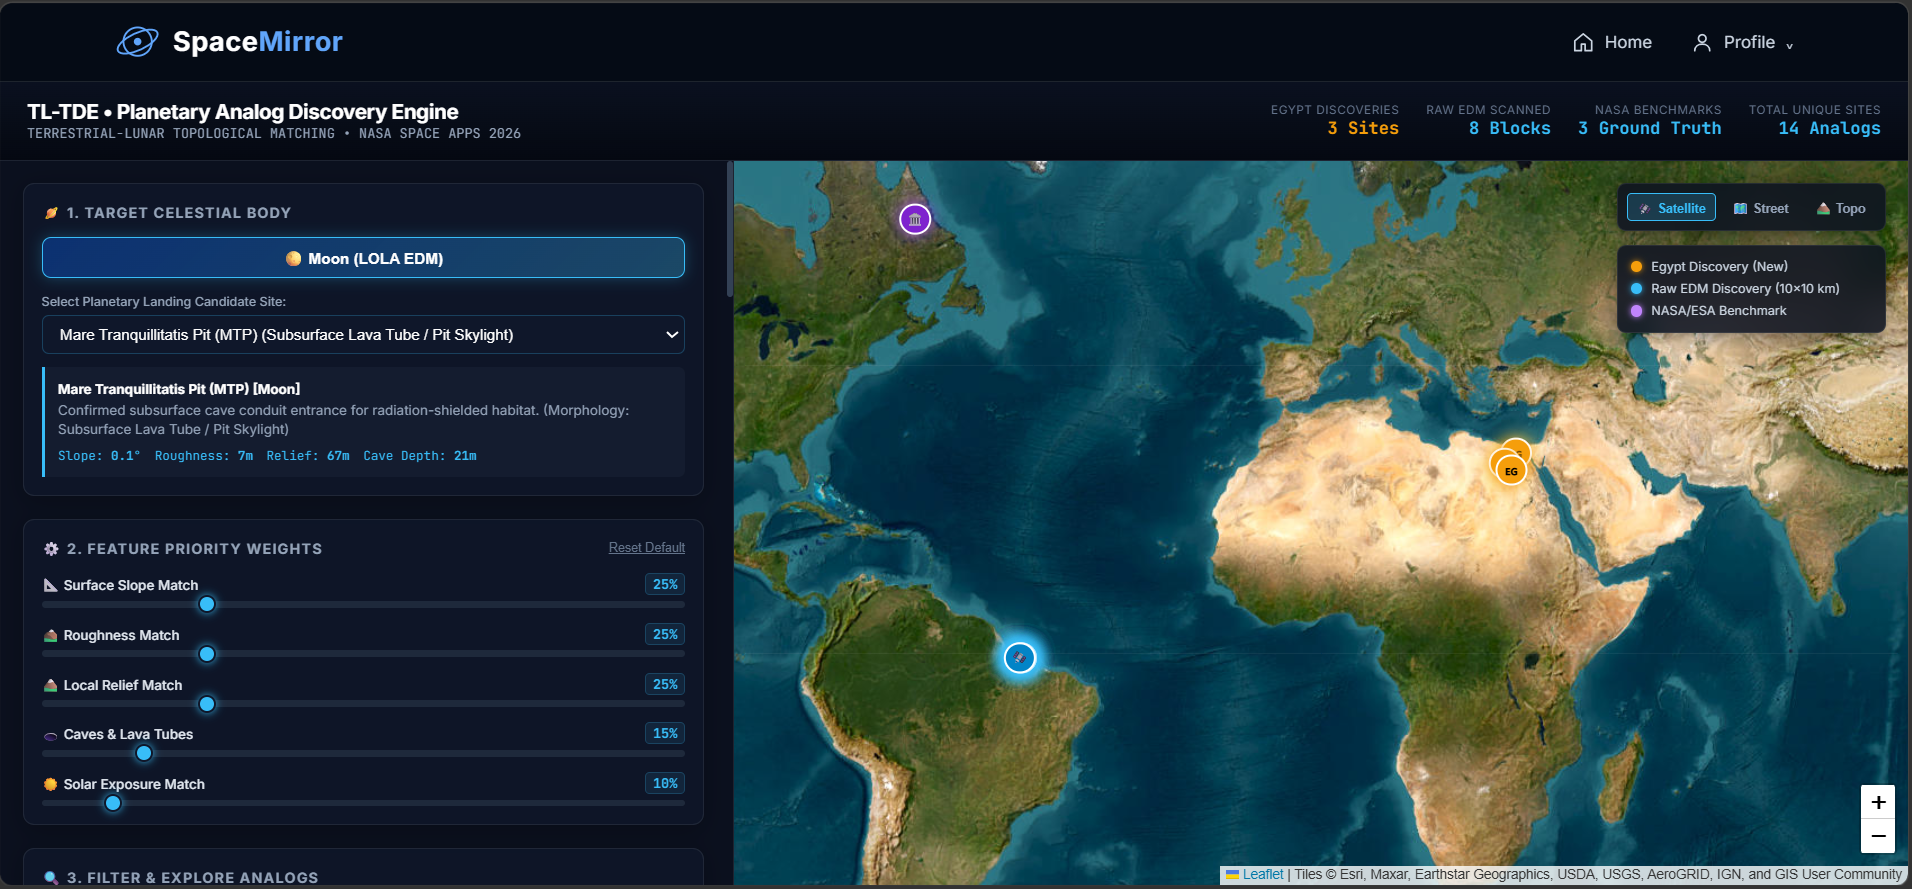 SpaceMirror
Home
Profile
TL-TDE • Planetary Analog Discovery Engine
TERRESTRIAL-LUNAR TOPOLOGICAL MATCHING • NASA SPACE APPS 2026
EGYPT DISCOVERIES
3 Sites
RAW EDM SCANNED
8 Blocks
NASA BENCHMARKS
3 Ground Truth
TOTAL UNIQUE SITES
14 Analogs
1. TARGET CELESTIAL BODY
Moon (LOLA EDM)
Select Planetary Landing Candidate Site:
Mare Tranquillitatis Pit (MTP) (Subsurface Lava Tube / Pit Skylight)
Mare Tranquillitatis Pit (MTP) [Moon]
Confirmed subsurface cave conduit entrance for radiation-shielded habitat. (Morphology:
Subsurface Lava Tube / Pit Skylight)
Slope: 0.1° Roughness: 7m Relief: 67m Cave Depth: 21m
2. FEATURE PRIORITY WEIGHTS
Reset Default
Surface Slope Match
25%
Roughness Match
25%
Local Relief Match
25%
Caves & Lava Tubes
15%
Solar Exposure Match
10%
3. FILTER & EXPLORE ANALOGS
Satellite
Street
Topo
Egypt Discovery (New)
Raw EDM Discovery (10×10 km)
NASA/ESA Benchmark
EG
+
−
Leaflet | Tiles © Esri, Maxar, Earthstar Geographics, USDA, USGS, AeroGRID, IGN, and GIS User Community